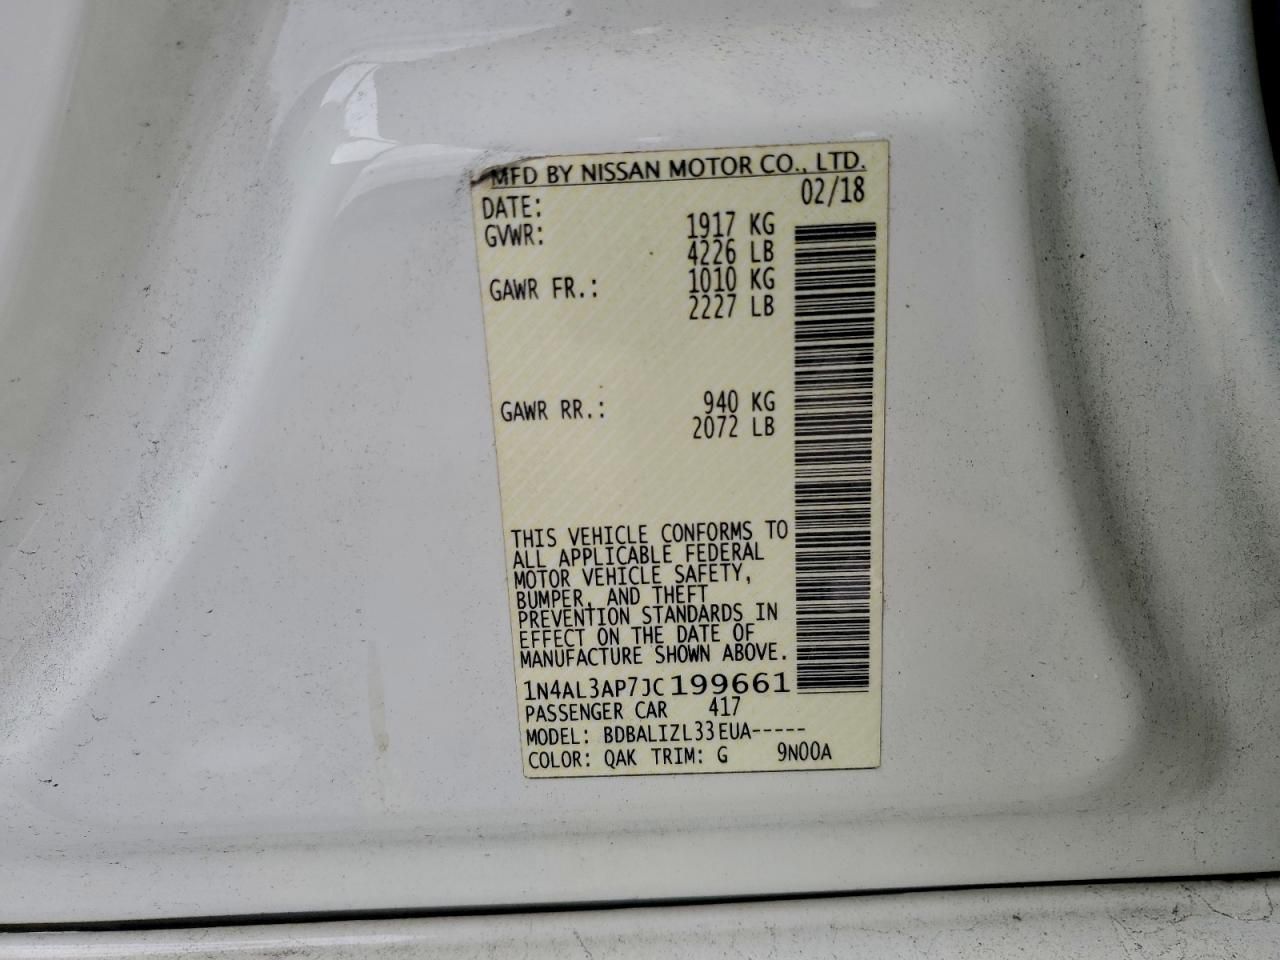 MFD BY NISSAN MOTOR CO., LTD.
DATE: 02/18
GVWR: 1917 KG
4226 LB
GAWR FR.: 1010 KG
2227 LB
GAWR RR.: 940 KG
2072 LB
THIS VEHICLE CONFORMS TO
ALL APPLICABLE FEDERAL
MOTOR VEHICLE SAFETY,
BUMPER, AND THEFT
PREVENTION STANDARDS IN
EFFECT ON THE DATE OF
MANUFACTURE SHOWN ABOVE.
1N4AL3AP7JC199661
PASSENGER CAR 417
MODEL: BDBALIZL33EUA-----
COLOR: QAK TRIM: G 9N00A